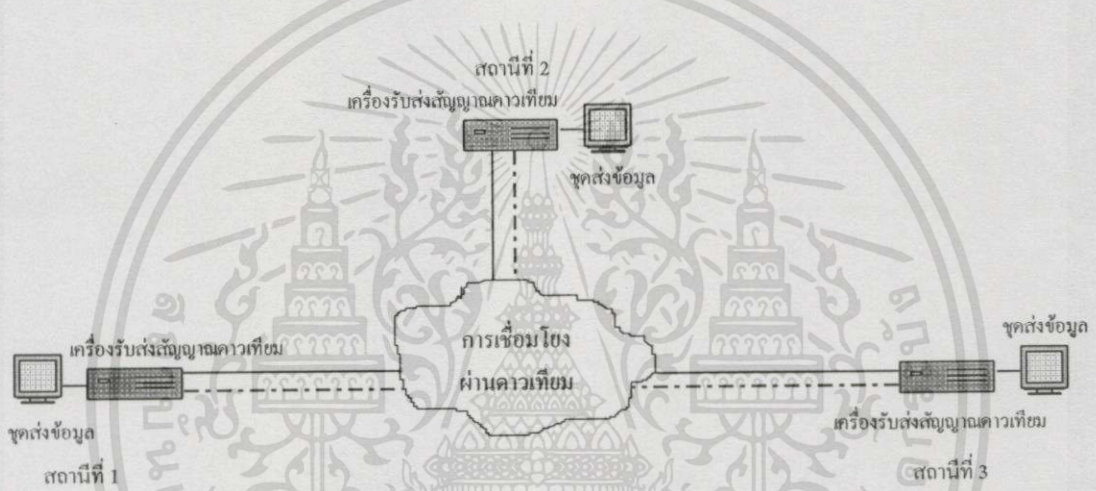 สถานีที่ 2
เครื่องรับส่งสัญญาณดาวเทียม
ชุดส่งข้อมูล
การเชื่อมโยง
ผ่านดาวเทียม
เครื่องรับส่งสัญญาณดาวเทียม
ชุดส่งข้อมูล
สถานีที่ 1
ชุดส่งข้อมูล
เครื่องรับส่งสัญญาณดาวเทียม
สถานีที่ 3